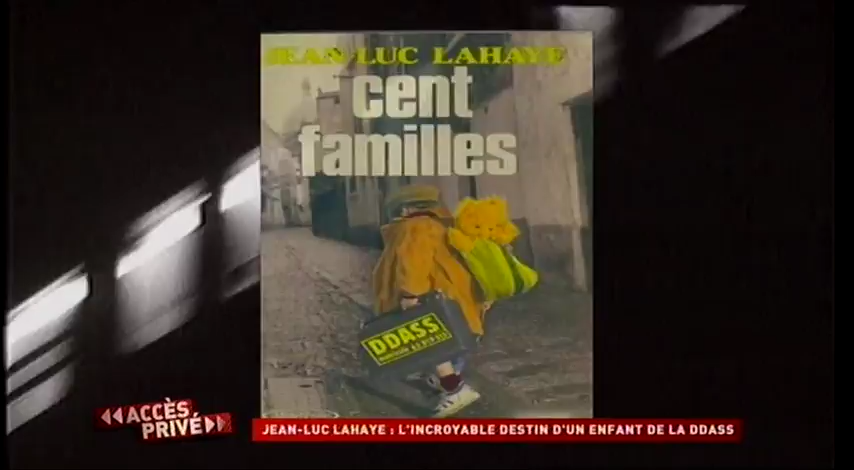 JEAN-LUC LAHAYE
cent
familles
DDASS
ACCÈS
PRIVÉ
JEAN-LUC LAHAYE : L'INCROYABLE DESTIN D'UN ENFANT DE LA DDASS